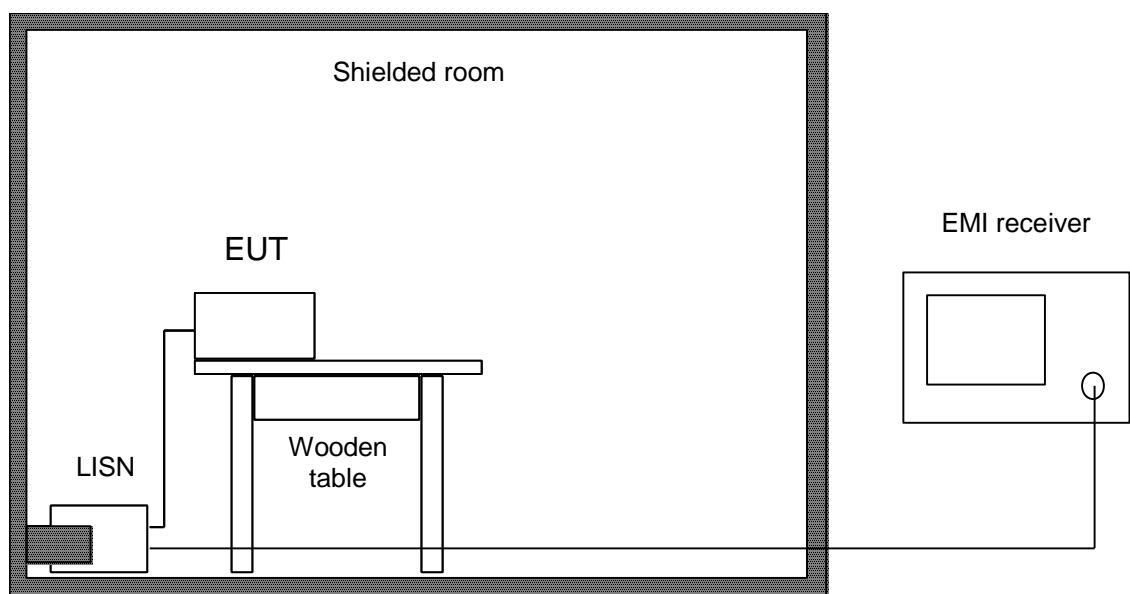 Shielded room
EMI receiver
EUT
Wooden
table
LISN